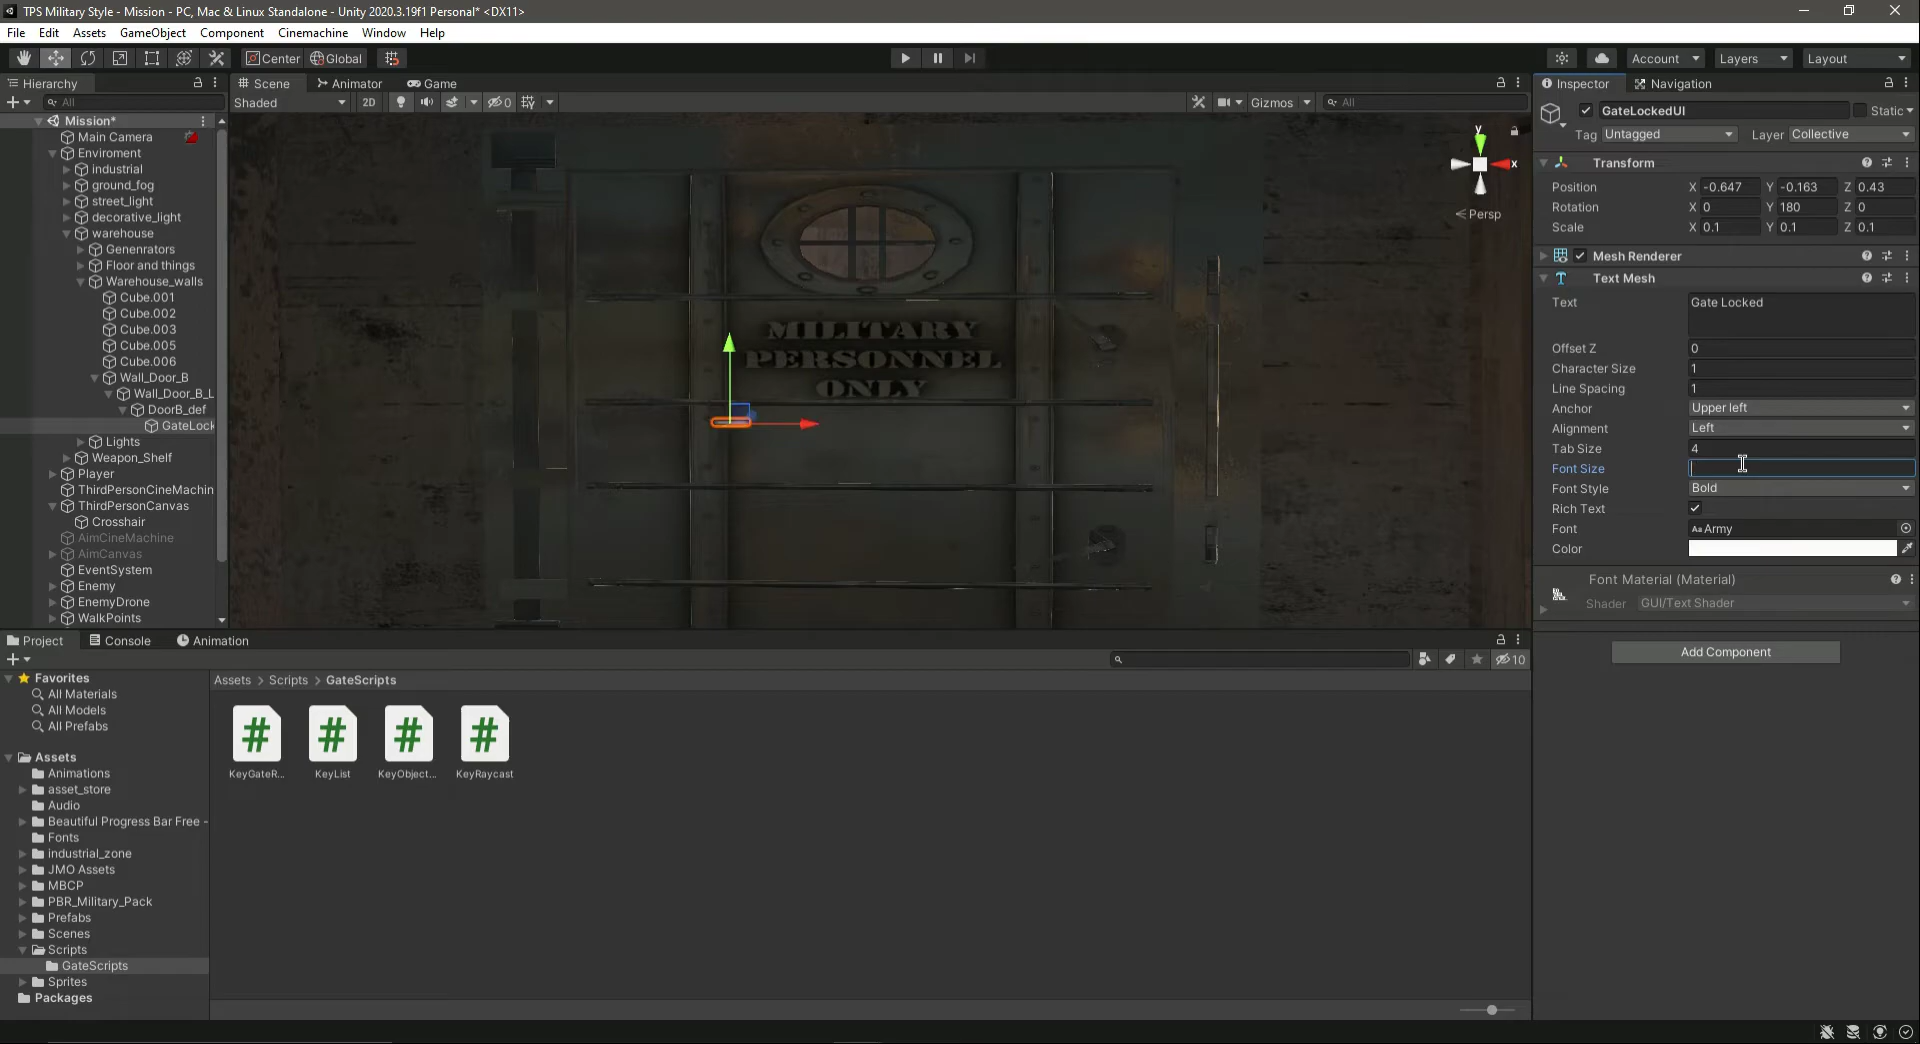 TPS Military Style - Mission - PC, Mac & Linux Standalone - Unity 2020.3.19f1 Personal* <DX11>
File Edit Assets GameObject Component Cinemachine Window Help
Center Global Account Layers Layout
Hierarchy
All
Mission*
Main Camera
Enviroment
industrial
ground_fog
street_light
decorative_light
warehouse
Genenrators
Floor and things
Warehouse_walls
Cube.001
Cube.002
Cube.003
Cube.005
Cube.006
Wall_Door_B
Wall_Door_B_L
DoorB_def
GateLock
Lights
Weapon_Shelf
Player
ThirdPersonCineMachin
ThirdPersonCanvas
Crosshair
AimCineMachine
AimCanvas
EventSystem
Enemy
EnemyDrone
WalkPoints
Scene Animator Game
Shaded 2D 0 Gizmos All
y
x
Persp
MILITARY
PERSONNEL
ONLY
Inspector Navigation
GateLockedUI Static
Tag Untagged Layer Collective
Transform
Position X -0.647 Y -0.163 Z 0.43
Rotation X 0 Y 180 Z 0
Scale X 0.1 Y 0.1 Z 0.1
Mesh Renderer
Text Mesh
Text Gate Locked
Offset Z 0
Character Size 1
Line Spacing 1
Anchor Upper left
Alignment Left
Tab Size 4
Font Size
Font Style Bold
Rich Text
Font Aa Army
Color
Font Material (Material)
Shader GUI/Text Shader
Add Component
Project Console Animation
10
Favorites
All Materials
All Models
All Prefabs
Assets
Animations
asset_store
Audio
Beautiful Progress Bar Free -
Fonts
industrial_zone
JMO Assets
MBCP
PBR_Military_Pack
Prefabs
Scenes
Scripts
GateScripts
Sprites
Packages
Assets > Scripts > GateScripts
# # # #
KeyGateR... KeyList KeyObject... KeyRaycast